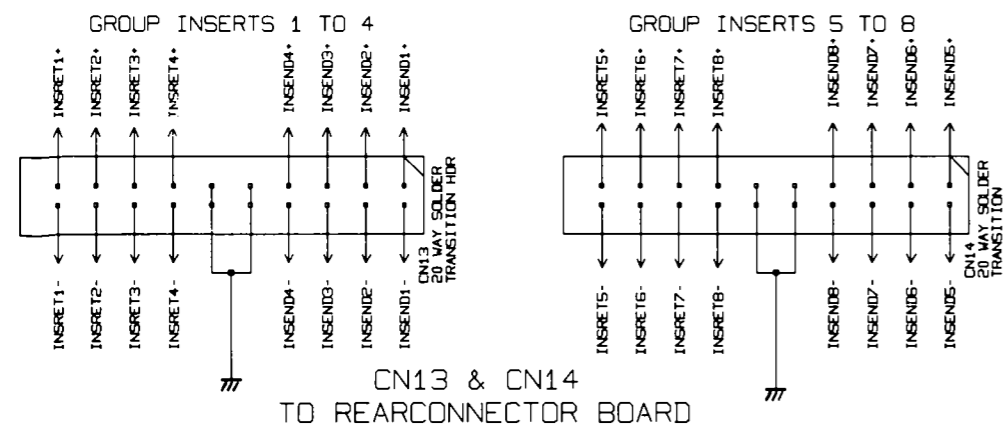 GROUP INSERTS 1 TO 4
GROUP INSERTS 5 TO 8
INSRET1+
INSRET2+
INSRET3+
INSRET4+
INSEND4+
INSEND3+
INSEND2+
INSEND1+
INSRET5+
INSRET6+
INSRET7+
INSRET8+
INSEND8+
INSEND7+
INSEND6+
INSEND5+
CN13
20 WAY SOLDER
TRANSITION HDR
CN14
20 WAY SOLDER
TRANSITION
INSRET1-
INSRET2-
INSRET3-
INSRET4-
INSEND4-
INSEND3-
INSEND2-
INSEND1-
INSRET5-
INSRET6-
INSRET7-
INSRET8-
INSEND8-
INSEND7-
INSEND6-
INSEND5-
CN13 & CN14
TO REARCONNECTOR BOARD